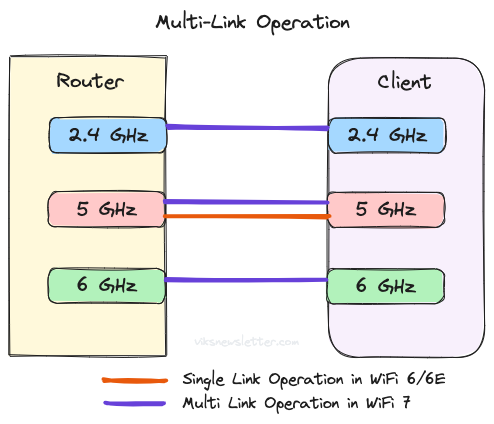 Multi-Link Operation
Router
Client
2.4 GHz
2.4 GHz
5 GHz
5 GHz
6 GHz
6 GHz
viksnewsletter.com
Single Link Operation in WiFi 6/6E
Multi Link Operation in WiFi 7